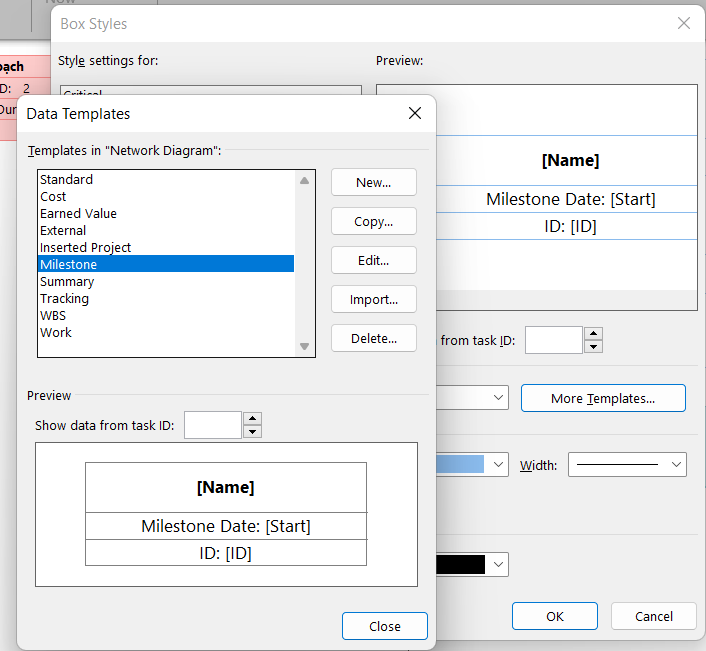 Now
Box Styles
oạch
D: 2
Dur
Style settings for:
Critical
Preview:
[Name]
Milestone Date: [Start]
ID: [ID]
from task ID:
More Templates...
Width:
OK
Cancel
Data Templates
Templates in "Network Diagram":
Standard
Cost
Earned Value
External
Inserted Project
Milestone
Summary
Tracking
WBS
Work
New...
Copy...
Edit...
Import...
Delete...
Preview
Show data from task ID:
[Name]
Milestone Date: [Start]
ID: [ID]
Close